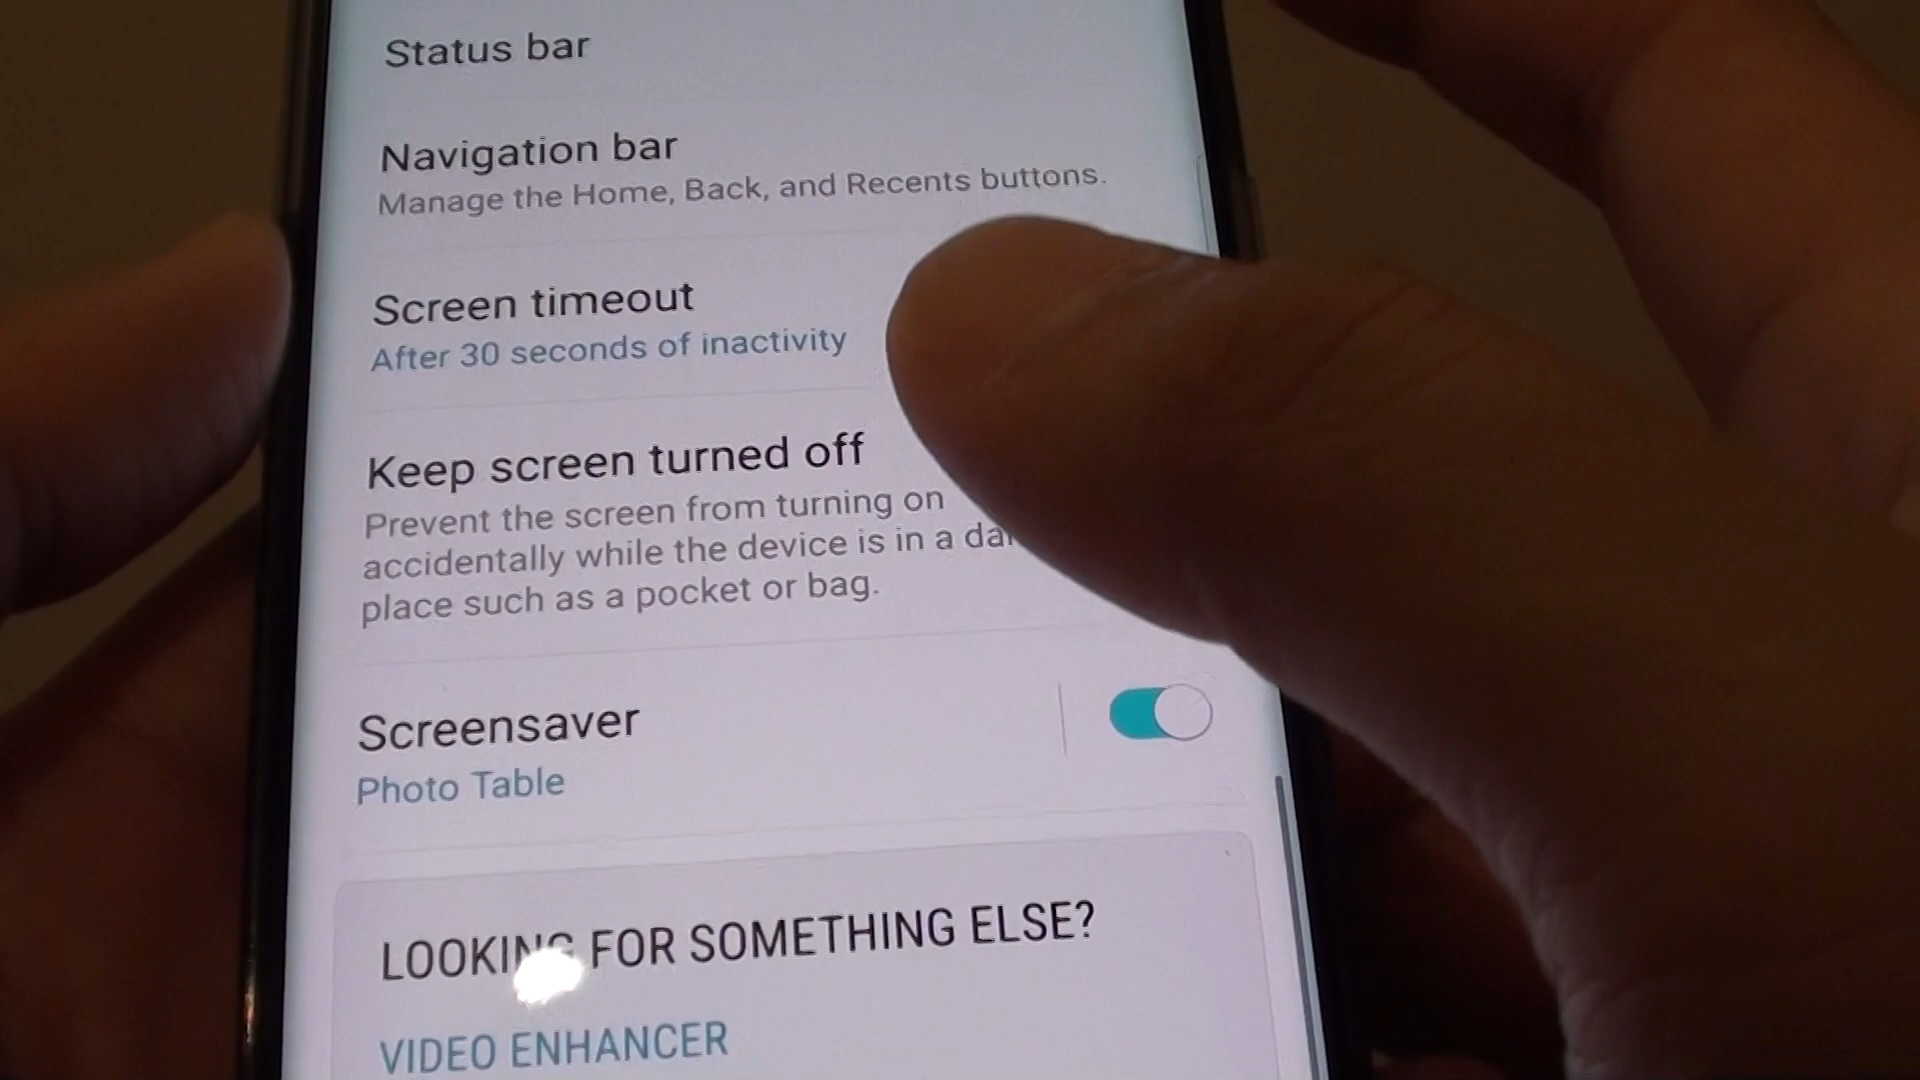 Status bar
Navigation bar
Manage the Home, Back, and Recents buttons.
Screen timeout
After 30 seconds of inactivity
Keep screen turned off
Prevent the screen from turning on
accidentally while the device is in a
place such as a pocket or bag.
Screensaver
Photo Table
LOOKING FOR SOMETHING ELSE?
VIDEO ENHANCER